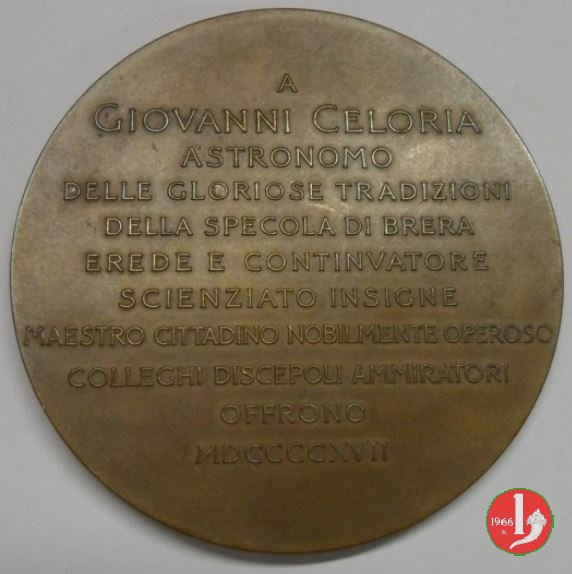 A
GIOVANNI CELORIA
ASTRONOMO
DELLE GLORIOSE TRADIZIONI
DELLA SPECOLA DI BRERA
EREDE E CONTINVATORE
SCIENZIATO INSIGNE
MAESTRO CITTADINO NOBILMENTE OPEROSO
COLLEGHI DISCEPOLI AMMIRATORI
OFFRONO
MDCCCCXVII
1966